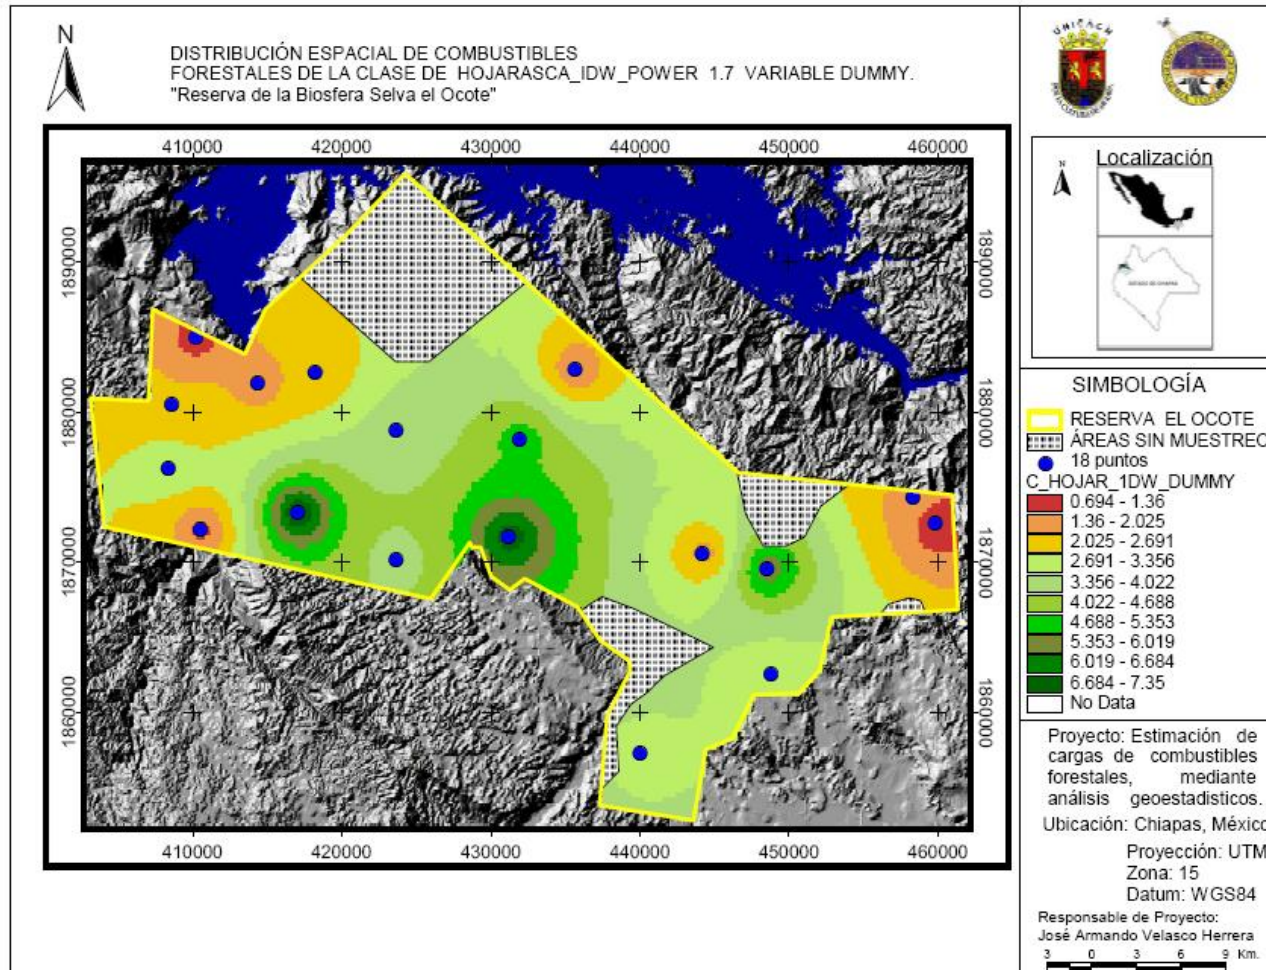 N
DISTRIBUCIÓN ESPACIAL DE COMBUSTIBLES
FORESTALES DE LA CLASE DE HOJARASCA_IDW_POWER 1.7 VARIABLE DUMMY.
"Reserva de la Biosfera Selva el Ocote"
410000 420000 430000 440000 450000 460000
1890000 1890000
1880000 1880000
1870000 1870000
1860000 1860000
410000 420000 430000 440000 450000 460000
UNICACH
Localización
N
SIMBOLOGÍA
RESERVA EL OCOTE
ÁREAS SIN MUESTREO
18 puntos
C_HOJAR_1DW_DUMMY
0.694 - 1.36
1.36 - 2.025
2.025 - 2.691
2.691 - 3.356
3.356 - 4.022
4.022 - 4.688
4.688 - 5.353
5.353 - 6.019
6.019 - 6.684
6.684 - 7.35
No Data
Proyecto: Estimación de
cargas de combustibles
forestales, mediante
análisis geoestadisticos.
Ubicación: Chiapas, México
Proyección: UTM
Zona: 15
Datum: WGS84
Responsable de Proyecto:
José Armando Velasco Herrera
3 0 3 6 9 Km.